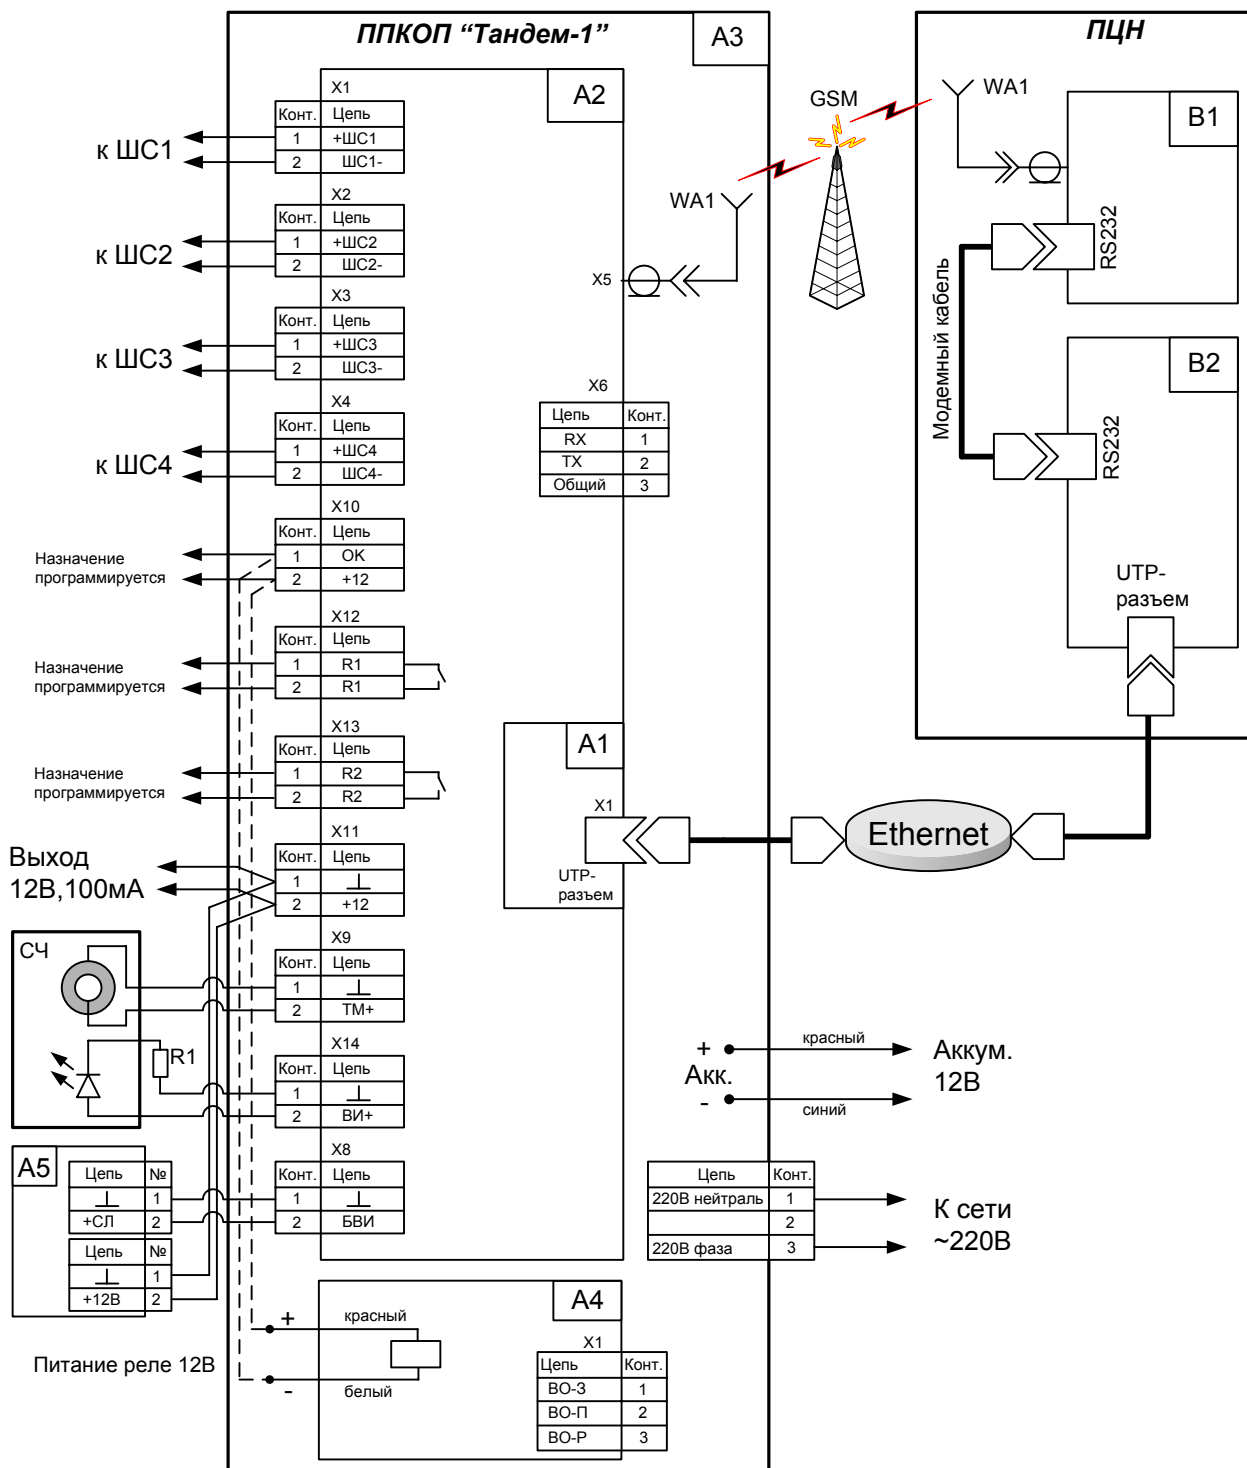 ППКОП “Тандем-1”
A3
ПЦН
A2
X1
Конт. Цепь
1 +ШС1
2 ШС1-
к ШС1
X2
Конт. Цепь
1 +ШС2
2 ШС2-
к ШС2
X3
Конт. Цепь
1 +ШС3
2 ШС3-
к ШС3
X4
Конт. Цепь
1 +ШС4
2 ШС4-
к ШС4
X10
Конт. Цепь
1 ОК
2 +12
Назначение
программируется
X12
Конт. Цепь
1 R1
2 R1
Назначение
программируется
X13
Конт. Цепь
1 R2
2 R2
Назначение
программируется
X11
Конт. Цепь
1
2 +12
Выход
12В,100мА
X9
Конт. Цепь
1
2 ТМ+
СЧ
R1
X14
Конт. Цепь
1
2 ВИ+
X8
Конт. Цепь
1
2 БВИ
A5
Цепь №
1
+СЛ 2
Цепь №
1
+12В 2
Питание реле 12В
+
красный
-
белый
A4
X1
Цепь Конт.
ВО-З 1
ВО-П 2
ВО-Р 3
WA1
X5
X6
Цепь Конт.
RX 1
TX 2
Общий 3
A1
X1
UTP-
разъем
GSM
WA1
B1
RS232
Модемный кабель
B2
RS232
UTP-
разъем
Ethernet
+
Акк.
-
красный
синий
Аккум.
12В
Цепь Конт.
220В нейтраль 1
2
220В фаза 3
К сети
~220В